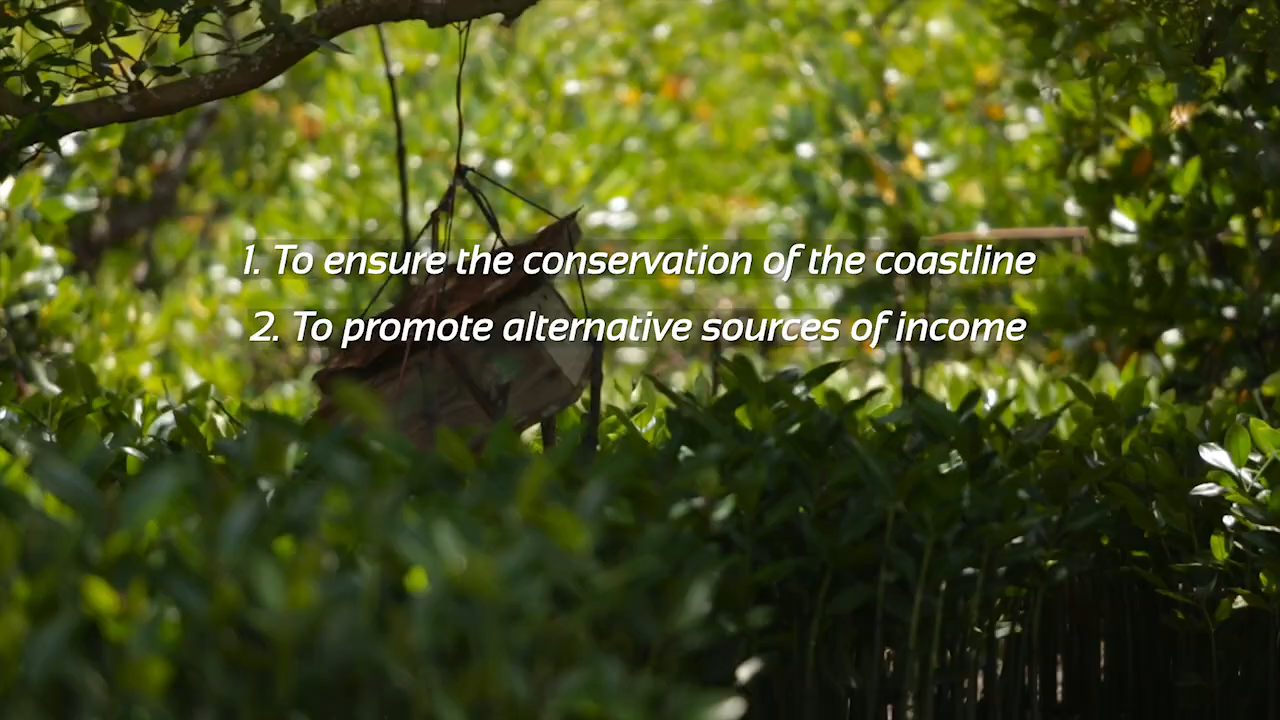 1. To ensure the conservation of the coastline
2. To promote alternative sources of income